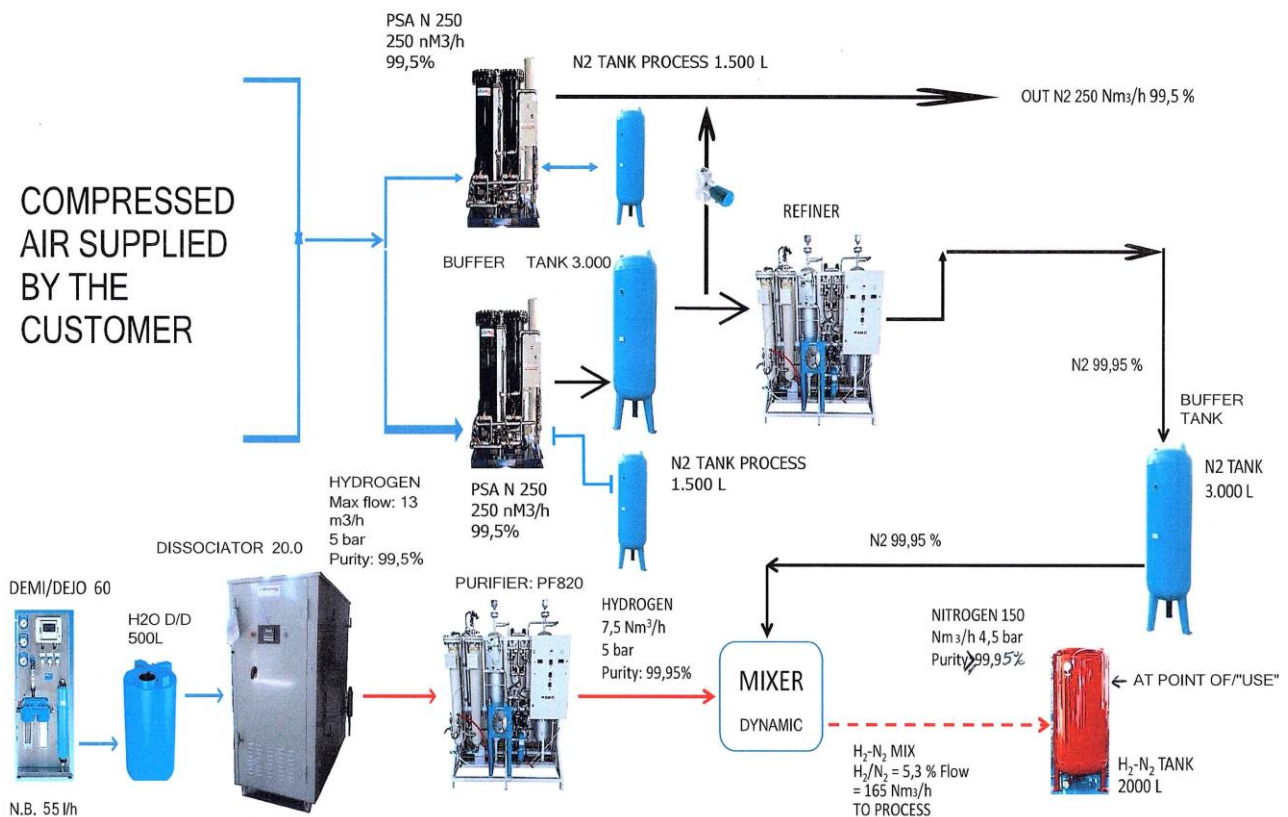 PSA N 250
250 nM3/h
99,5%
N2 TANK PROCESS 1.500 L
OUT N2 250 Nm3/h 99,5 %
COMPRESSED
AIR SUPPLIED
BY THE
CUSTOMER
REFINER
BUFFER TANK 3.000
N2 99,95 %
BUFFER
TANK
N2 TANK
3.000 L
N2 TANK PROCESS
1.500 L
PSA N 250
250 nM3/h
99,5%
HYDROGEN
Max flow: 13
m3/h
5 bar
Purity: 99,5%
DISSOCIATOR 20.0
N2 99,95 %
DEMI/DEJO 60
H2O D/D
500L
PURIFIER: PF820
HYDROGEN
7,5 Nm³/h
5 bar
Purity: 99,95%
NITROGEN 150
Nm3/h 4,5 bar
Purity≥99,95%
MIXER
DYNAMIC
← AT POINT OF/"USE"
H₂-N₂ MIX
H₂/N₂ = 5,3 % Flow
= 165 Nm3/h
TO PROCESS
H₂-N₂ TANK
2000 L
N.B. 55 l/h